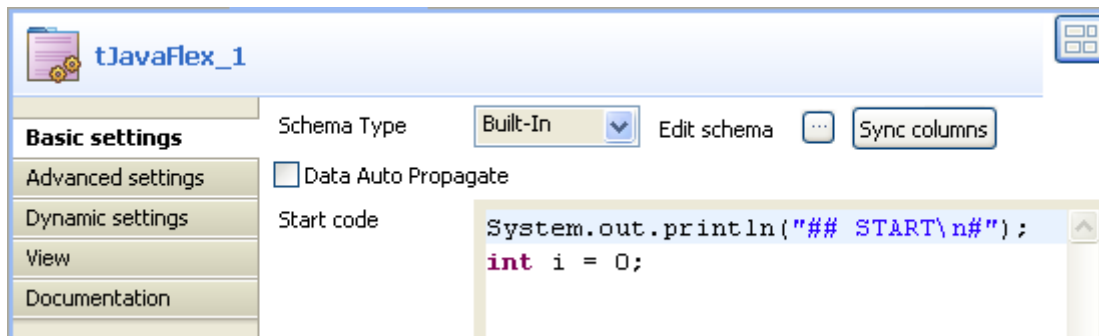 tJavaFlex_1
Basic settings
Advanced settings
Dynamic settings
View
Documentation
Schema Type Built-In Edit schema ... Sync columns
Data Auto Propagate
Start code
System.out.println("## START\n#");
int i = 0;